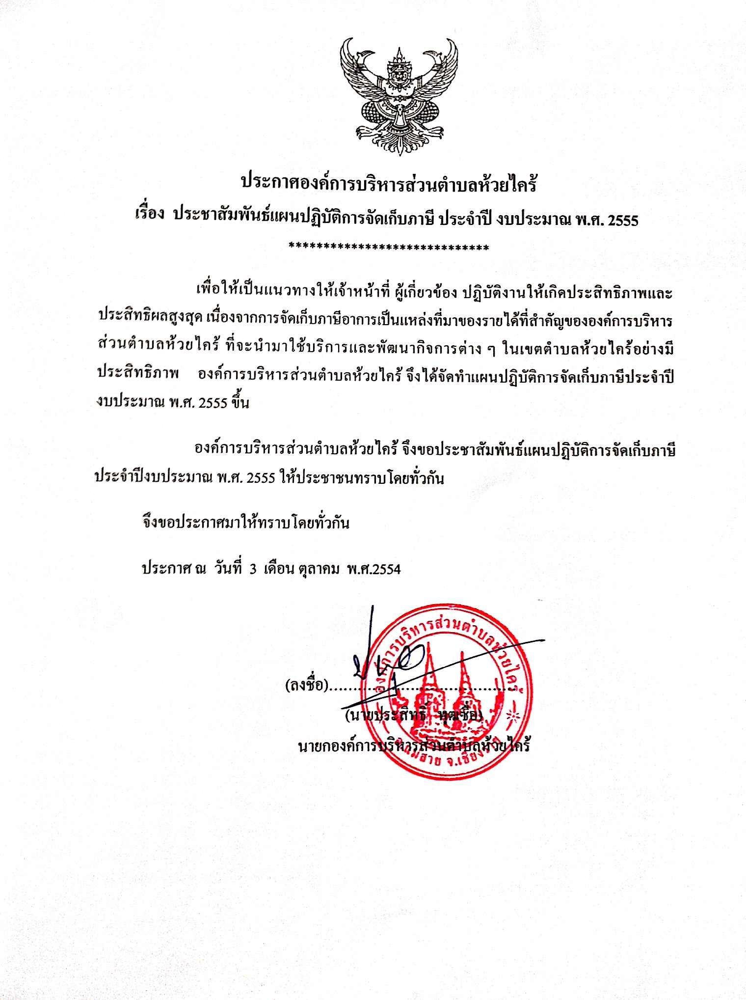 ประกาศองค์การบริหารส่วนตำบลห้วยไคร้
เรื่อง ประชาสัมพันธ์แผนปฏิบัติการจัดเก็บภาษี ประจำปี งบประมาณ พ.ศ. 2555
*****************************
เพื่อให้เป็นแนวทางให้เจ้าหน้าที่ ผู้เกี่ยวข้อง ปฏิบัติงานให้เกิดประสิทธิภาพและ
ประสิทธิผลสูงสุด เนื่องจากการจัดเก็บภาษีอาการเป็นแหล่งที่มาของรายได้ที่สำคัญขององค์การบริหาร
ส่วนตำบลห้วยไคร้ ที่จะนำมาใช้บริการและพัฒนากิจการต่าง ๆ ในเขตตำบลห้วยไคร้อย่างมี
ประสิทธิภาพ องค์การบริหารส่วนตำบลห้วยไคร้ จึงได้จัดทำแผนปฏิบัติการจัดเก็บภาษีประจำปี
งบประมาณ พ.ศ. 2555 ขึ้น
องค์การบริหารส่วนตำบลห้วยไคร้ จึงขอประชาสัมพันธ์แผนปฏิบัติการจัดเก็บภาษี
ประจำปีงบประมาณ พ.ศ. 2555 ให้ประชาชนทราบโดยทั่วกัน
จึงขอประกาศมาให้ทราบโดยทั่วกัน
ประกาศ ณ วันที่ 3 เดือน ตุลาคม พ.ศ.2554
องค์การบริหารส่วนตำบลห้วยไคร้
(ลงชื่อ)......................................
(นายประสิทธิ์
นายกองค์การบริหารส่วนตำบลห้วยไคร้
อ.แม่สาย จ.เชียงราย